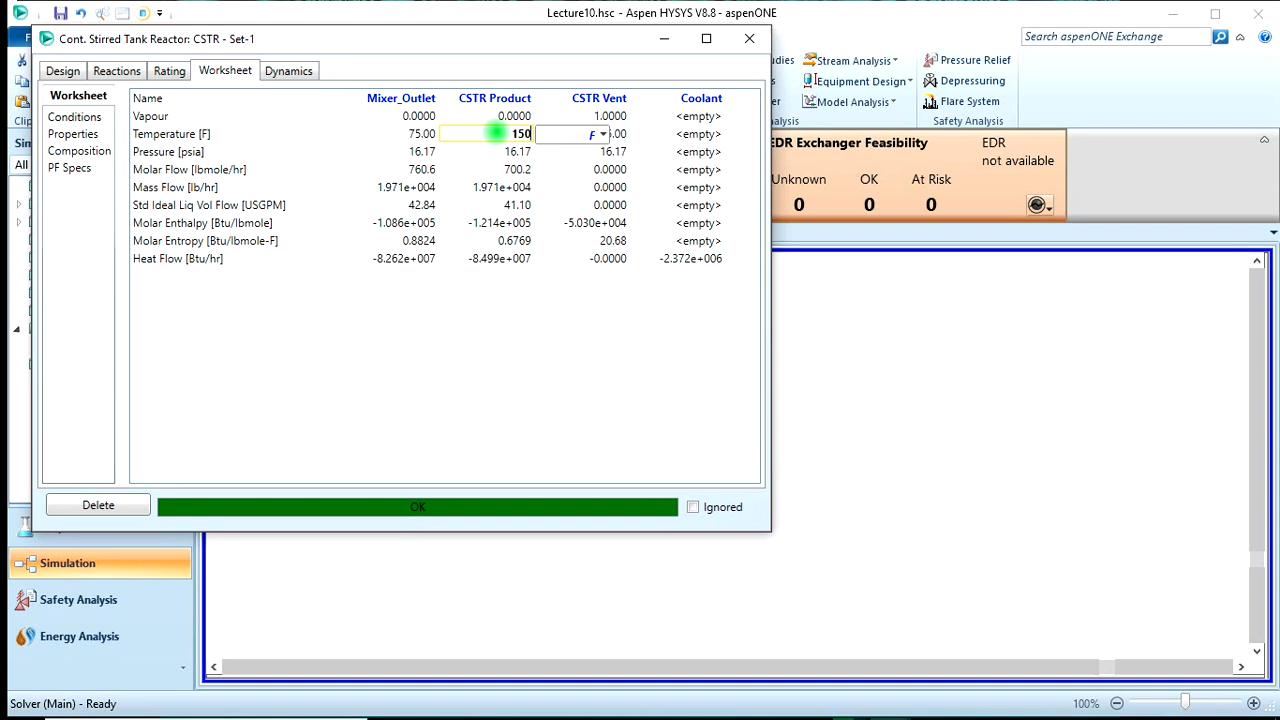 Lecture10.hsc - Aspen HYSYS V8.8 - aspenONE
Search aspenONE Exchange
Cont. Stirred Tank Reactor: CSTR - Set-1
Stream Analysis
Pressure Relief
Equipment Design
Depressuring
Model Analysis
Flare System
Safety Analysis
Design Reactions Rating Worksheet Dynamics
Worksheet
Conditions
Properties
Composition
PF Specs
Name Mixer_Outlet CSTR Product CSTR Vent Coolant
Vapour 0.0000 0.0000 1.0000 <empty>
Temperature [F] 75.00 150 F 5.00 <empty>
Pressure [psia] 16.17 16.17 16.17 <empty>
Molar Flow [lbmole/hr] 760.6 700.2 0.0000 <empty>
Mass Flow [lb/hr] 1.971e+004 1.971e+004 0.0000 <empty>
Std Ideal Liq Vol Flow [USGPM] 42.84 41.10 0.0000 <empty>
Molar Enthalpy [Btu/lbmole] -1.086e+005 -1.214e+005 -5.030e+004 <empty>
Molar Entropy [Btu/lbmole-F] 0.8824 0.6769 20.68 <empty>
Heat Flow [Btu/hr] -8.262e+007 -8.499e+007 -0.0000 -2.372e+006
EDR Exchanger Feasibility
EDR
not available
Unknown OK At Risk
0 0 0
All
Delete
OK
Ignored
Simulation
Safety Analysis
Energy Analysis
Solver (Main) - Ready
100%